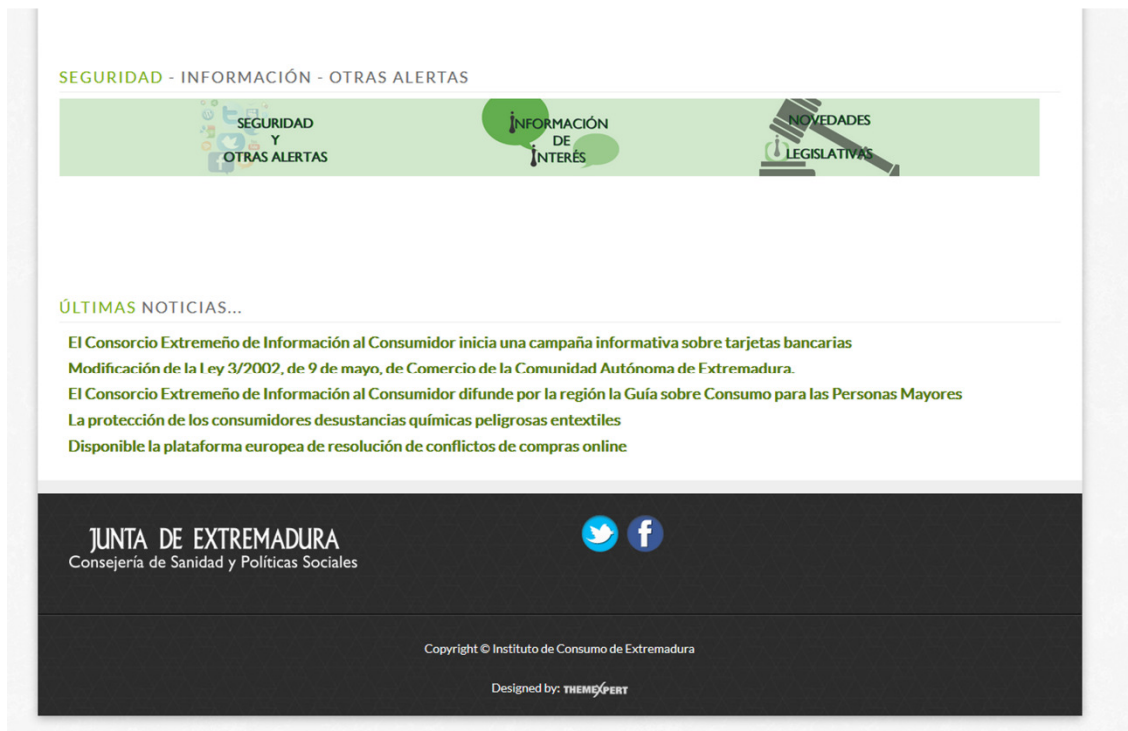 SEGURIDAD - INFORMACIÓN - OTRAS ALERTAS
SEGURIDAD
Y
OTRAS ALERTAS
INFORMACIÓN
DE
INTERÉS
NOVEDADES
LEGISLATIVAS
ÚLTIMAS NOTICIAS...
El Consorcio Extremeño de Información al Consumidor inicia una campaña informativa sobre tarjetas bancarias
Modificación de la Ley 3/2002, de 9 de mayo, de Comercio de la Comunidad Autónoma de Extremadura.
El Consorcio Extremeño de Información al Consumidor difunde por la región la Guía sobre Consumo para las Personas Mayores
La protección de los consumidores desustancias químicas peligrosas entextiles
Disponible la plataforma europea de resolución de conflictos de compras online
JUNTA DE EXTREMADURA
Consejería de Sanidad y Políticas Sociales
Copyright © Instituto de Consumo de Extremadura
Designed by: THEMEXPERT